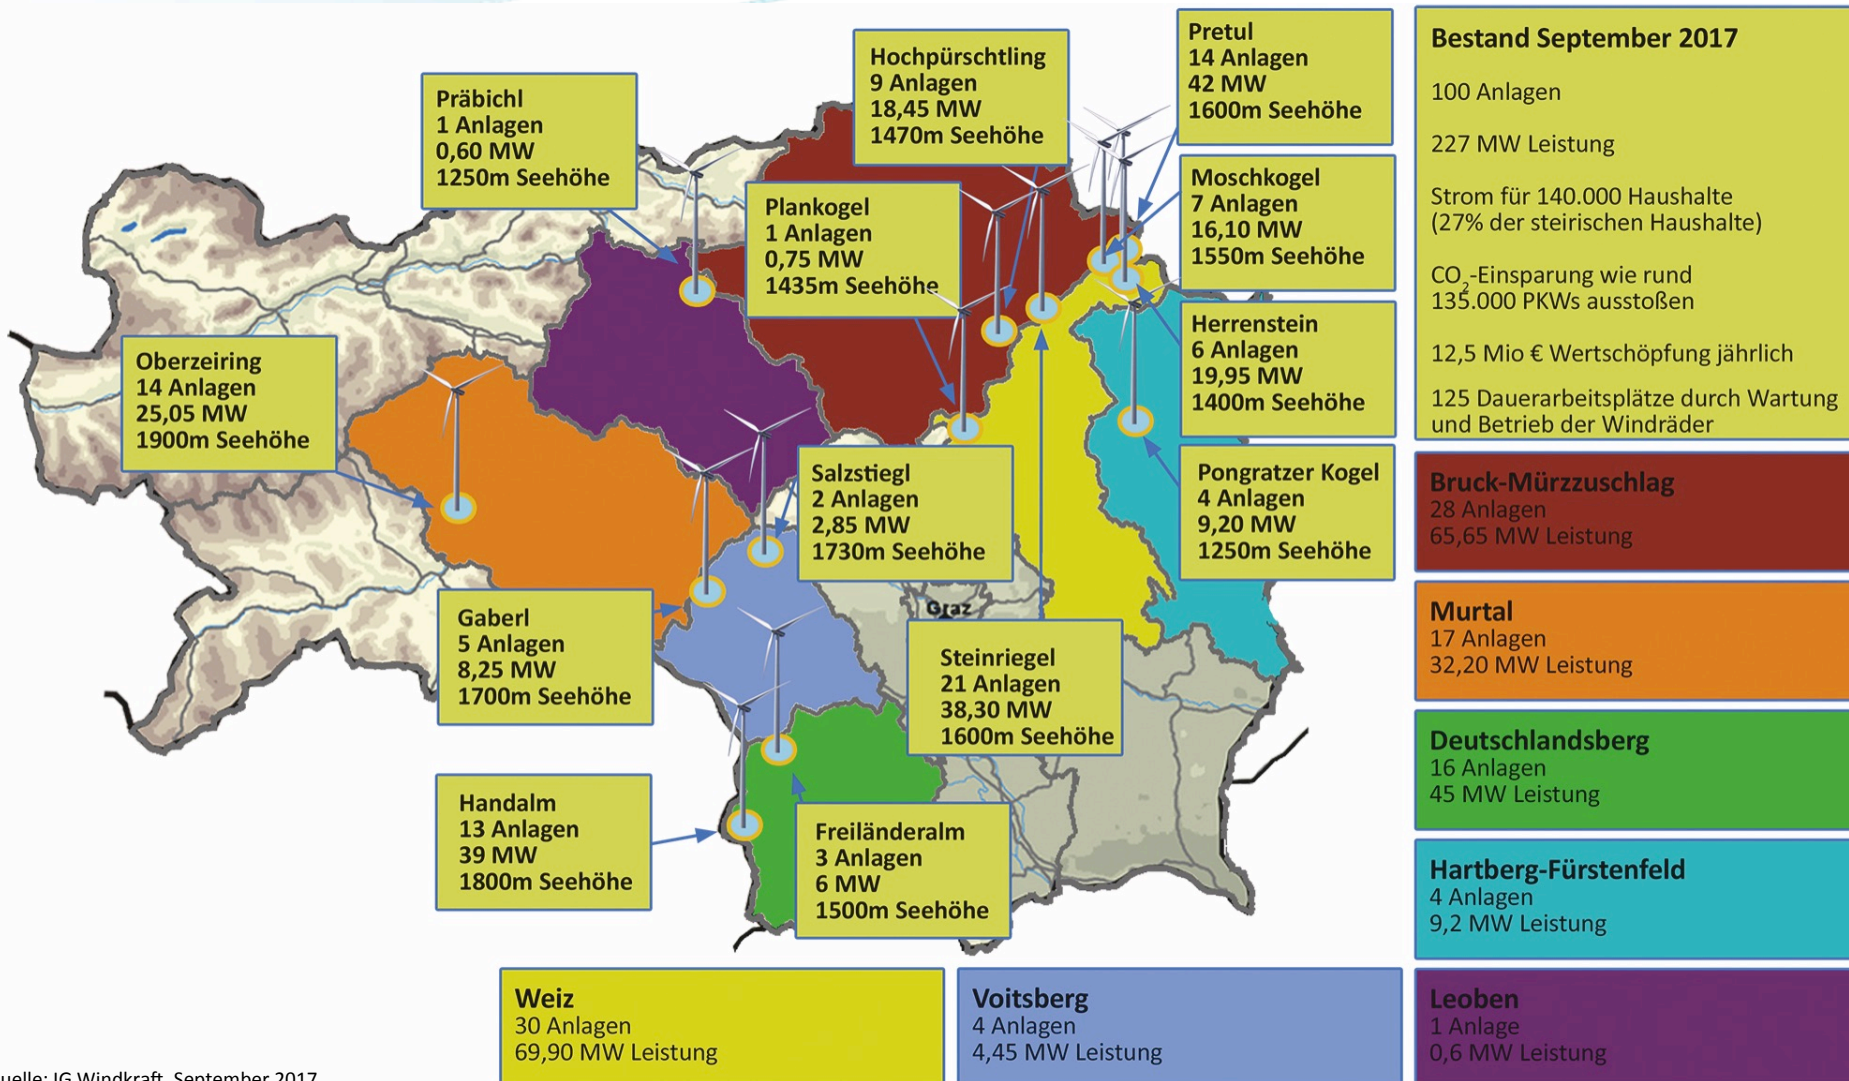 Präbichl
1 Anlagen
0,60 MW
1250m Seehöhe
Hochpürschtling
9 Anlagen
18,45 MW
1470m Seehöhe
Pretul
14 Anlagen
42 MW
1600m Seehöhe
Plankogel
1 Anlagen
0,75 MW
1435m Seehöhe
Moschkogel
7 Anlagen
16,10 MW
1550m Seehöhe
Oberzeiring
14 Anlagen
25,05 MW
1900m Seehöhe
Herrenstein
6 Anlagen
19,95 MW
1400m Seehöhe
Salzstiegl
2 Anlagen
2,85 MW
1730m Seehöhe
Pongratzer Kogel
4 Anlagen
9,20 MW
1250m Seehöhe
Gaberl
5 Anlagen
8,25 MW
1700m Seehöhe
Graz
Steinriegel
21 Anlagen
38,30 MW
1600m Seehöhe
Handalm
13 Anlagen
39 MW
1800m Seehöhe
Freiländeralm
3 Anlagen
6 MW
1500m Seehöhe
Bestand September 2017
100 Anlagen
227 MW Leistung
Strom für 140.000 Haushalte
(27% der steirischen Haushalte)
CO₂-Einsparung wie rund
135.000 PKWs ausstoßen
12,5 Mio € Wertschöpfung jährlich
125 Dauerarbeitsplätze durch Wartung
und Betrieb der Windräder
Bruck-Mürzzuschlag
28 Anlagen
65,65 MW Leistung
Murtal
17 Anlagen
32,20 MW Leistung
Deutschlandsberg
16 Anlagen
45 MW Leistung
Hartberg-Fürstenfeld
4 Anlagen
9,2 MW Leistung
Weiz
30 Anlagen
69,90 MW Leistung
Voitsberg
4 Anlagen
4,45 MW Leistung
Leoben
1 Anlage
0,6 MW Leistung
uelle: IG Windkraft, September 2017